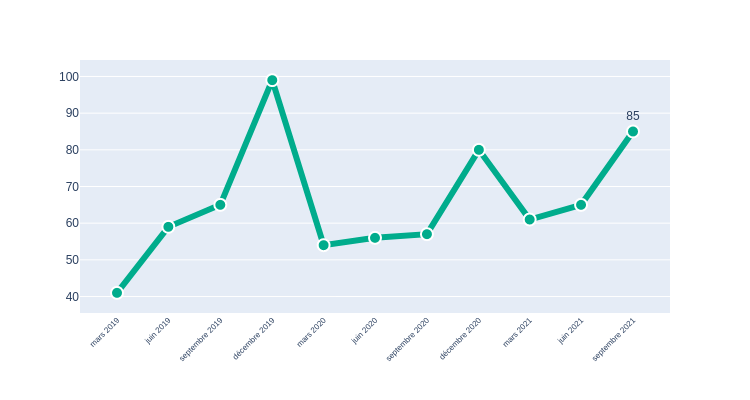 100
90
80
70
60
50
40
85
mars 2019
juin 2019
septembre 2019
décembre 2019
mars 2020
juin 2020
septembre 2020
décembre 2020
mars 2021
juin 2021
septembre 2021